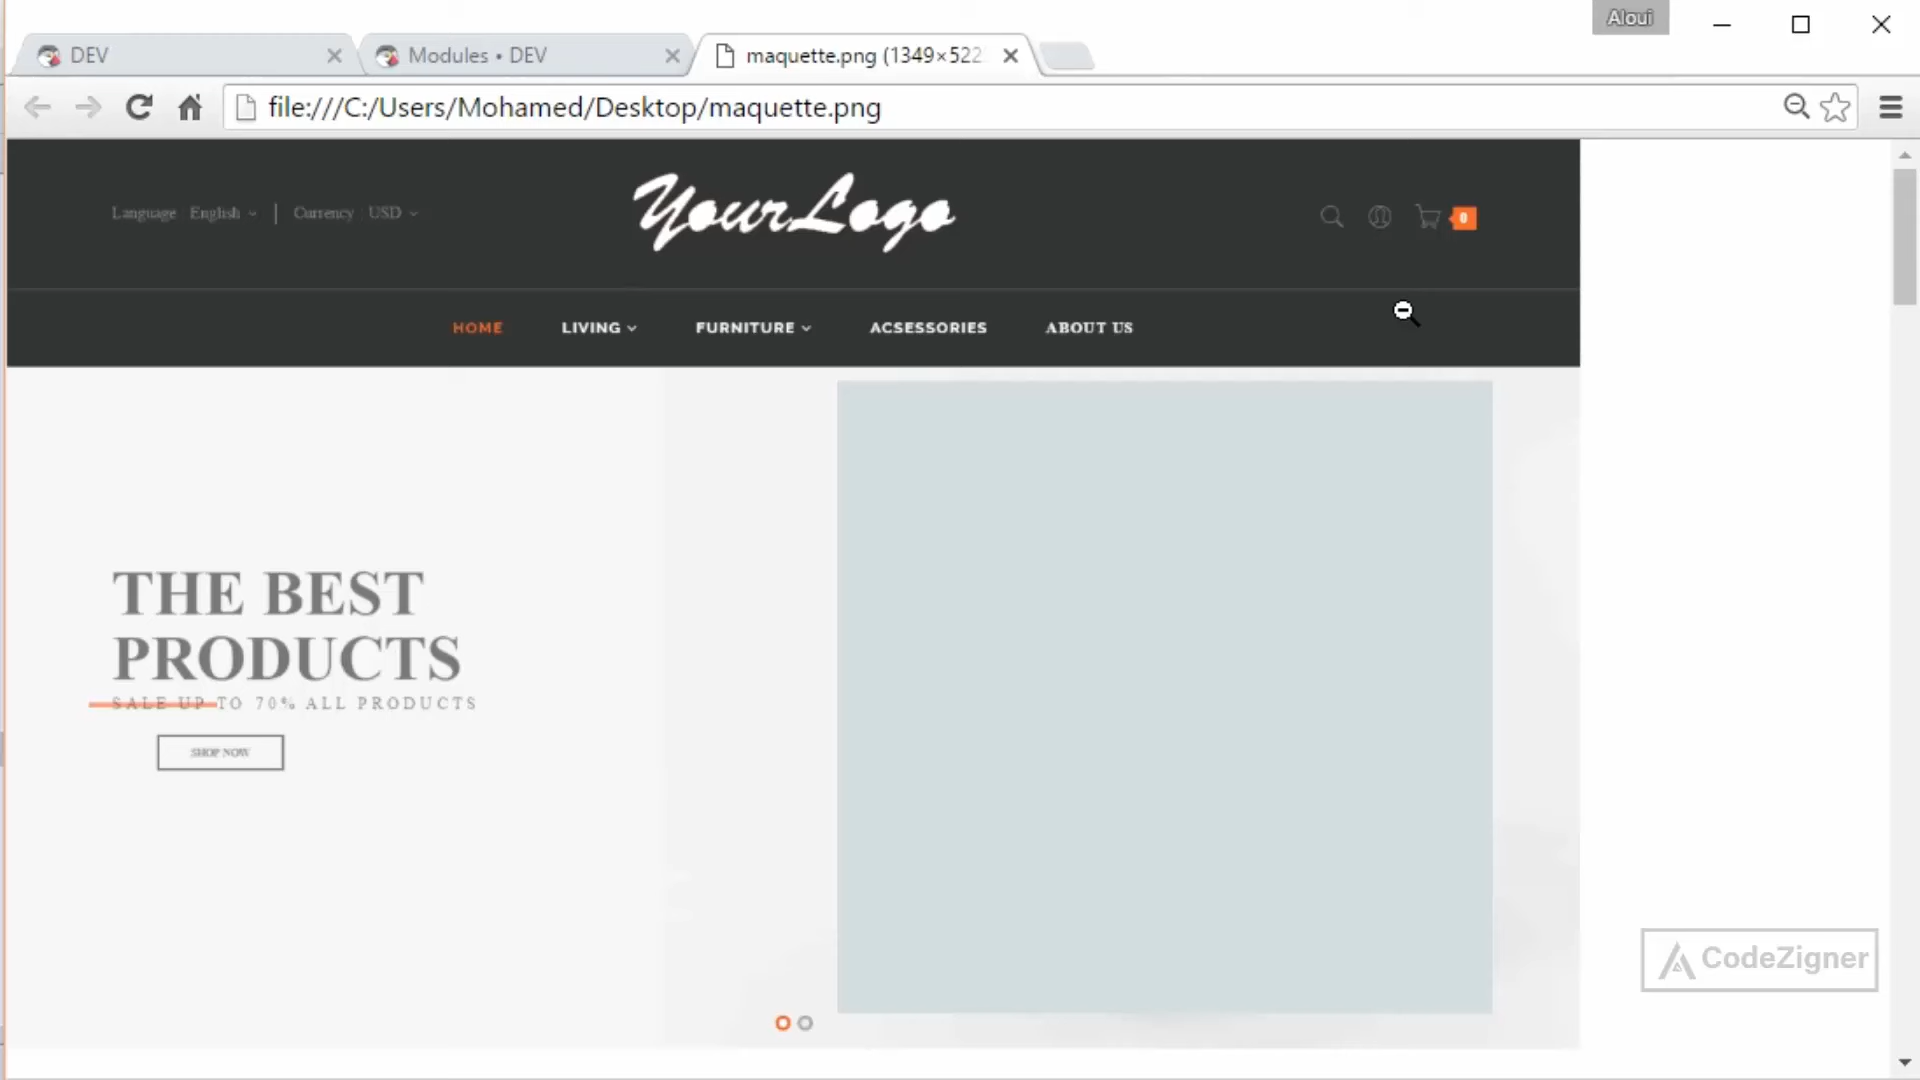 Aloui
DEV
Modules • DEV
maquette.png (1349×522
file:///C:/Users/Mohamed/Desktop/maquette.png
Language English | Currency USD
YourLogo
0
HOME LIVING FURNITURE ACSESSORIES ABOUT US
THE BEST
PRODUCTS
SALE UP TO 70% ALL PRODUCTS
SHOP NOW
CodeZigner